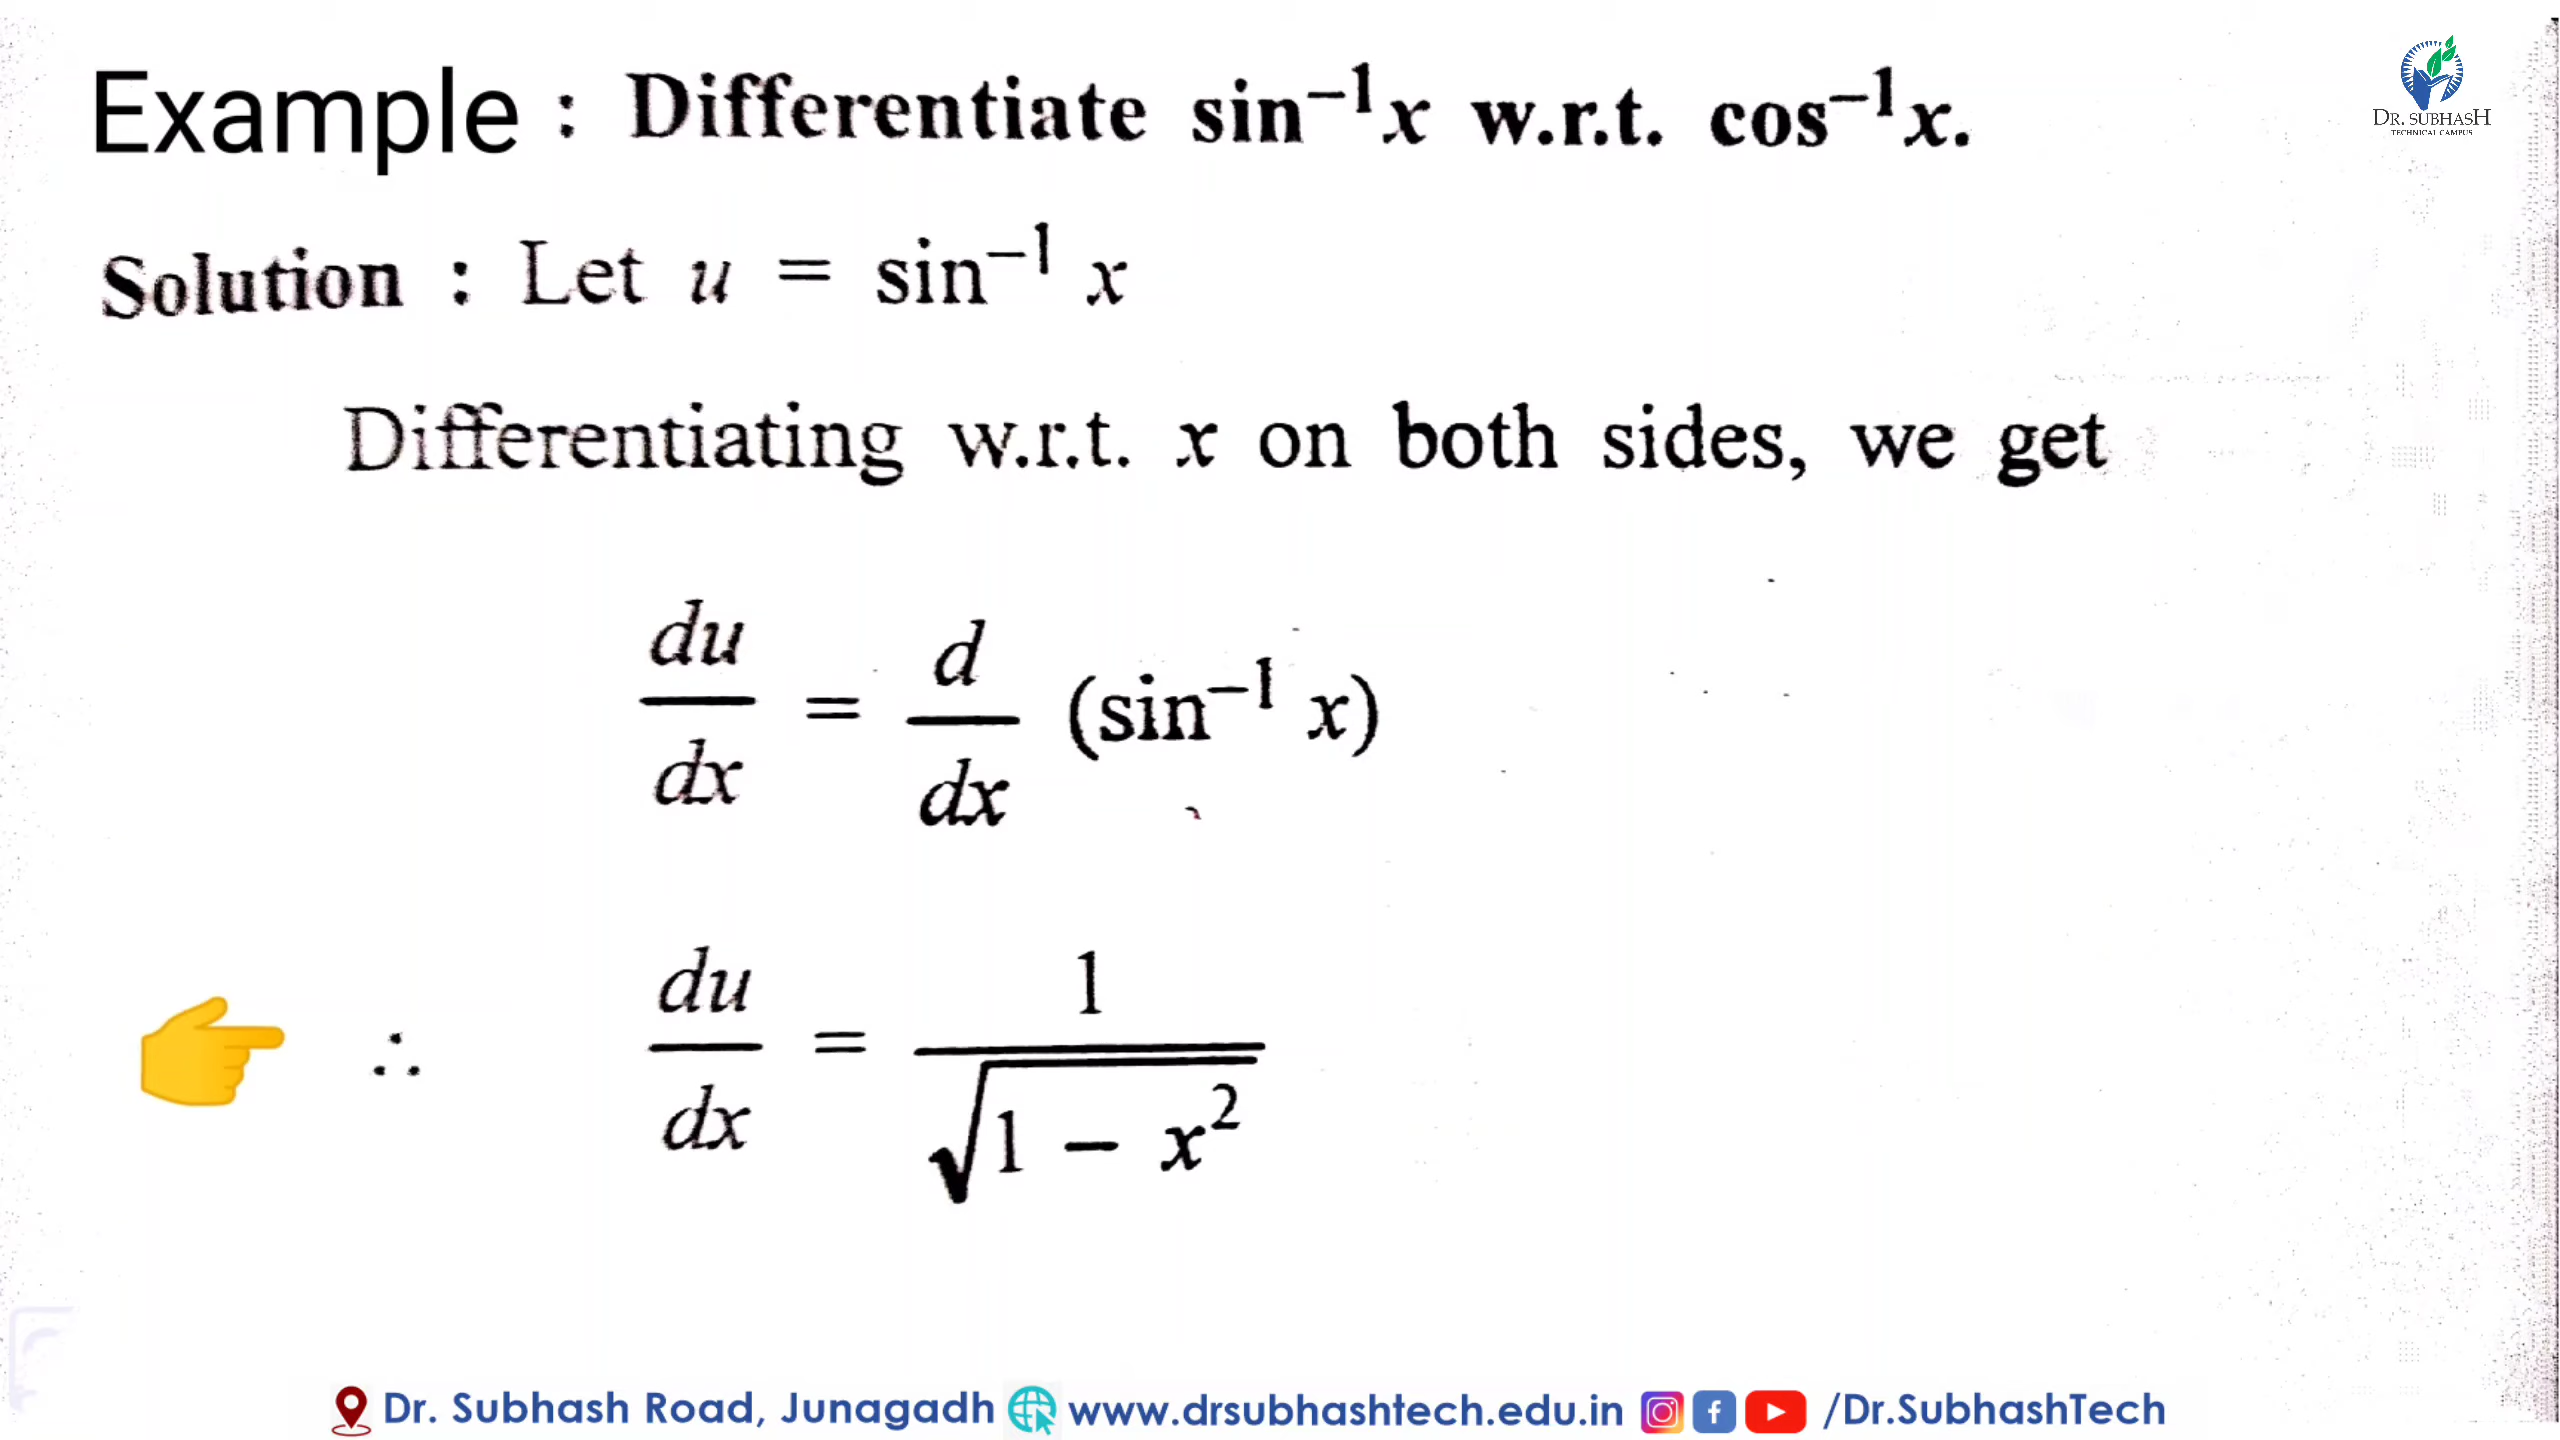 Example : Differentiate sin⁻¹x w.r.t. cos⁻¹x.
DR. SUBHASH
TECHNICAL CAMPUS
Solution : Let u = sin⁻¹ x
Differentiating w.r.t. x on both sides, we get
du/dx = d/dx (sin⁻¹ x)
∴ du/dx = 1/√(1 − x²)
Dr. Subhash Road, Junagadh www.drsubhashtech.edu.in /Dr.SubhashTech